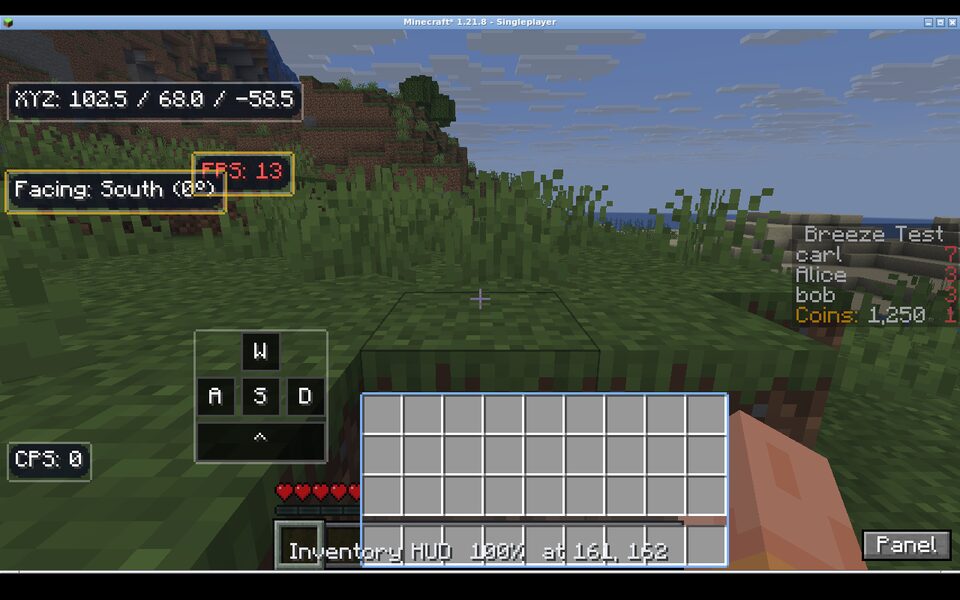 Minecraft* 1.21.8 - Singleplayer
XYZ: 102.5 / 68.0 / -58.5
FPS: 13
Facing: South (0°)
Breeze Test
carl 7
Alice 3
bob 3
Coins: 1,250 1
W
A S D
^
CPS: 0
Inventory HUD 100% at 161, 162
Panel